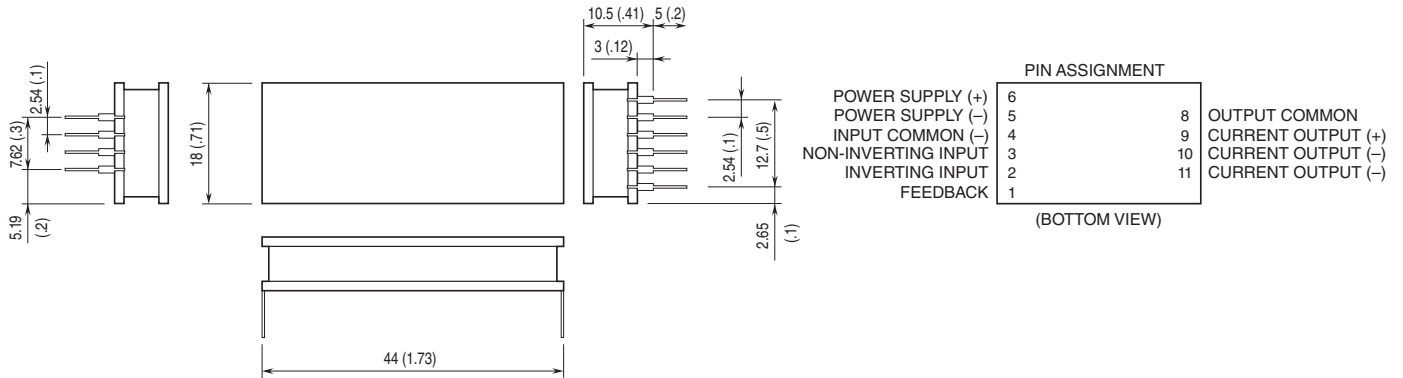 10.5 (.41) 5 (.2)
3 (.12)
2.54 (.1)
7.62 (.3)
5.19
(.2)
18 (.71)
2.54 (.1)
12.7 (.5)
2.65
(.1)
44 (1.73)
PIN ASSIGNMENT
POWER SUPPLY (+) 6
POWER SUPPLY (–) 5 8 OUTPUT COMMON
INPUT COMMON (–) 4 9 CURRENT OUTPUT (+)
NON-INVERTING INPUT 3 10 CURRENT OUTPUT (–)
INVERTING INPUT 2 11 CURRENT OUTPUT (–)
FEEDBACK 1
(BOTTOM VIEW)